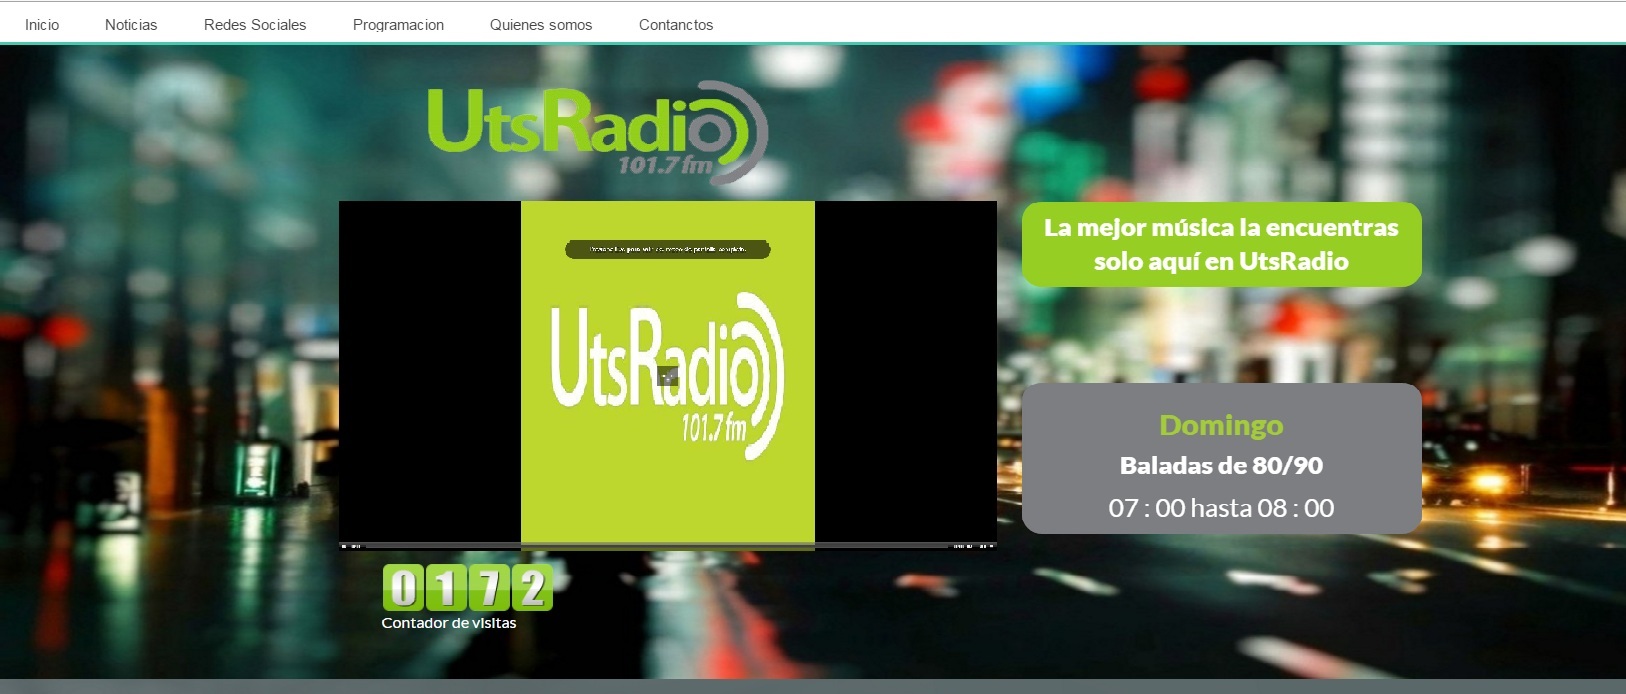 Inicio Noticias Redes Sociales Programacion Quienes somos Contanctos
UtsRadio
101.7 fm
La mejor música la encuentras
solo aquí en UtsRadio
UtsRadio
101.7 fm
Domingo
Baladas de 80/90
07 : 00 hasta 08 : 00
0172
Contador de visitas